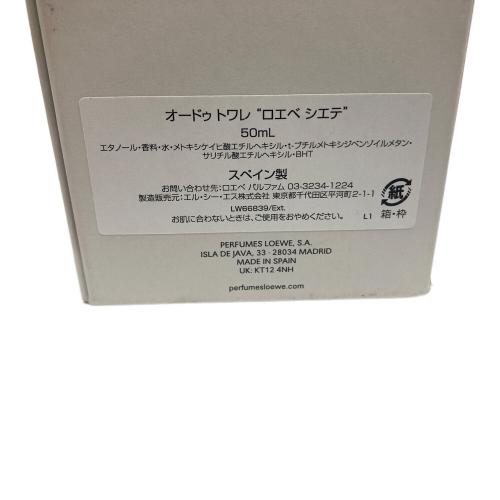 オードゥ トワレ “ロエベ シエテ”
50mL
エタノール・香料・水・メトキシケイヒ酸エチルヘキシル・t-ブチルメトキシジベンゾイルメタン・
サリチル酸エチルヘキシル・BHT
スペイン製
お問い合わせ先：ロエベ パルファム 03-3234-1224
製造販売元：エル・シー・エス株式会社 東京都千代田区平河町2-1-1
LW66839/Ext.
お肌に合わないときは、ご使用をおやめください。 L1
紙
箱・枠
PERFUMES LOEWE, S.A.
ISLA DE JAVA, 33 - 28034 MADRID
MADE IN SPAIN
UK: KT12 4NH
perfumesloewe.com